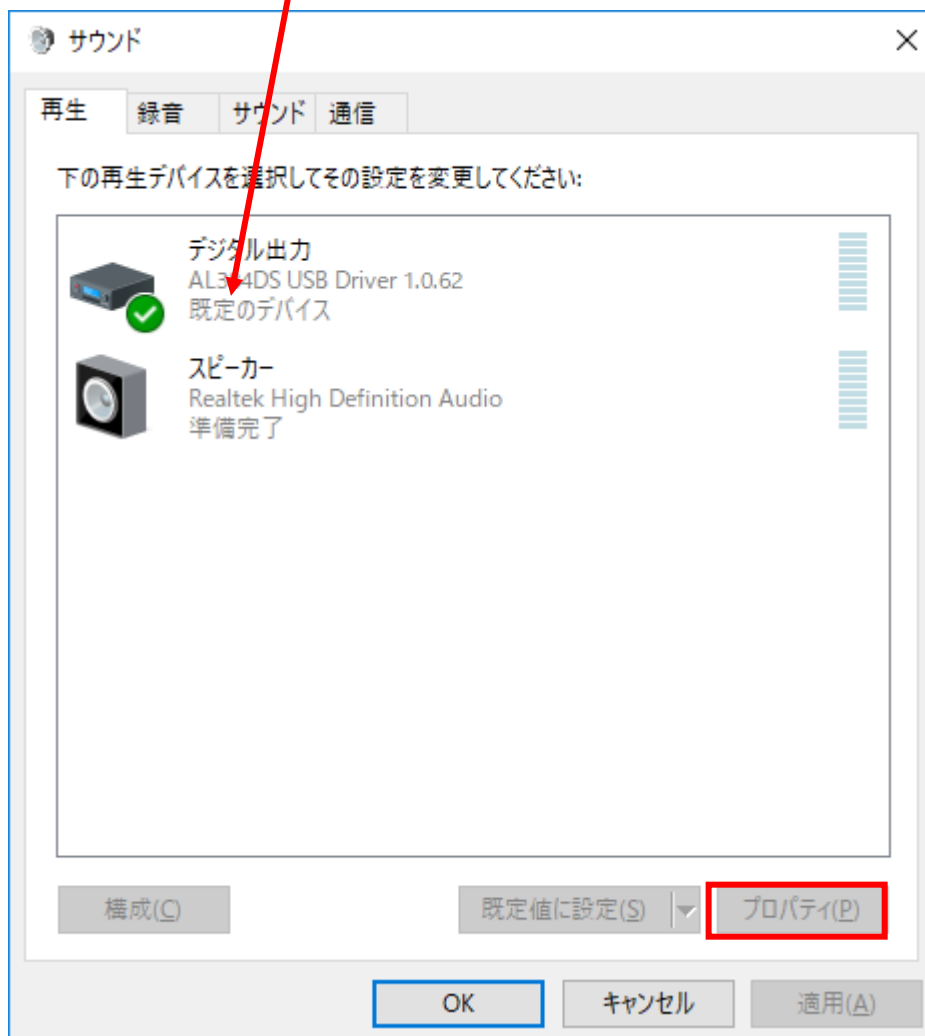 サウンド
再生 録音 サウンド 通信
下の再生デバイスを選択してその設定を変更してください:
デジタル出力
AL3 4DS USB Driver 1.0.62
既定のデバイス
スピーカー
Realtek High Definition Audio
準備完了
構成(C) 既定値に設定(S) プロパティ(P)
OK キャンセル 適用(A)